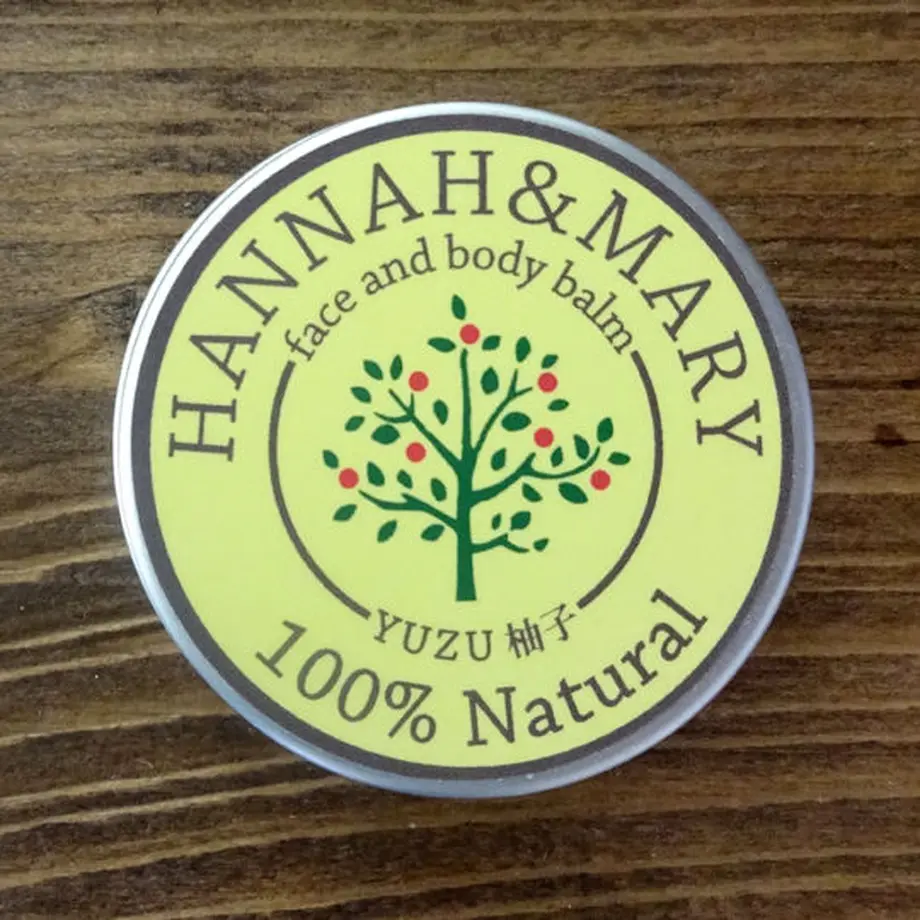 HANNAH&MARY
face and body balm
YUZU 柚子
100% Natural